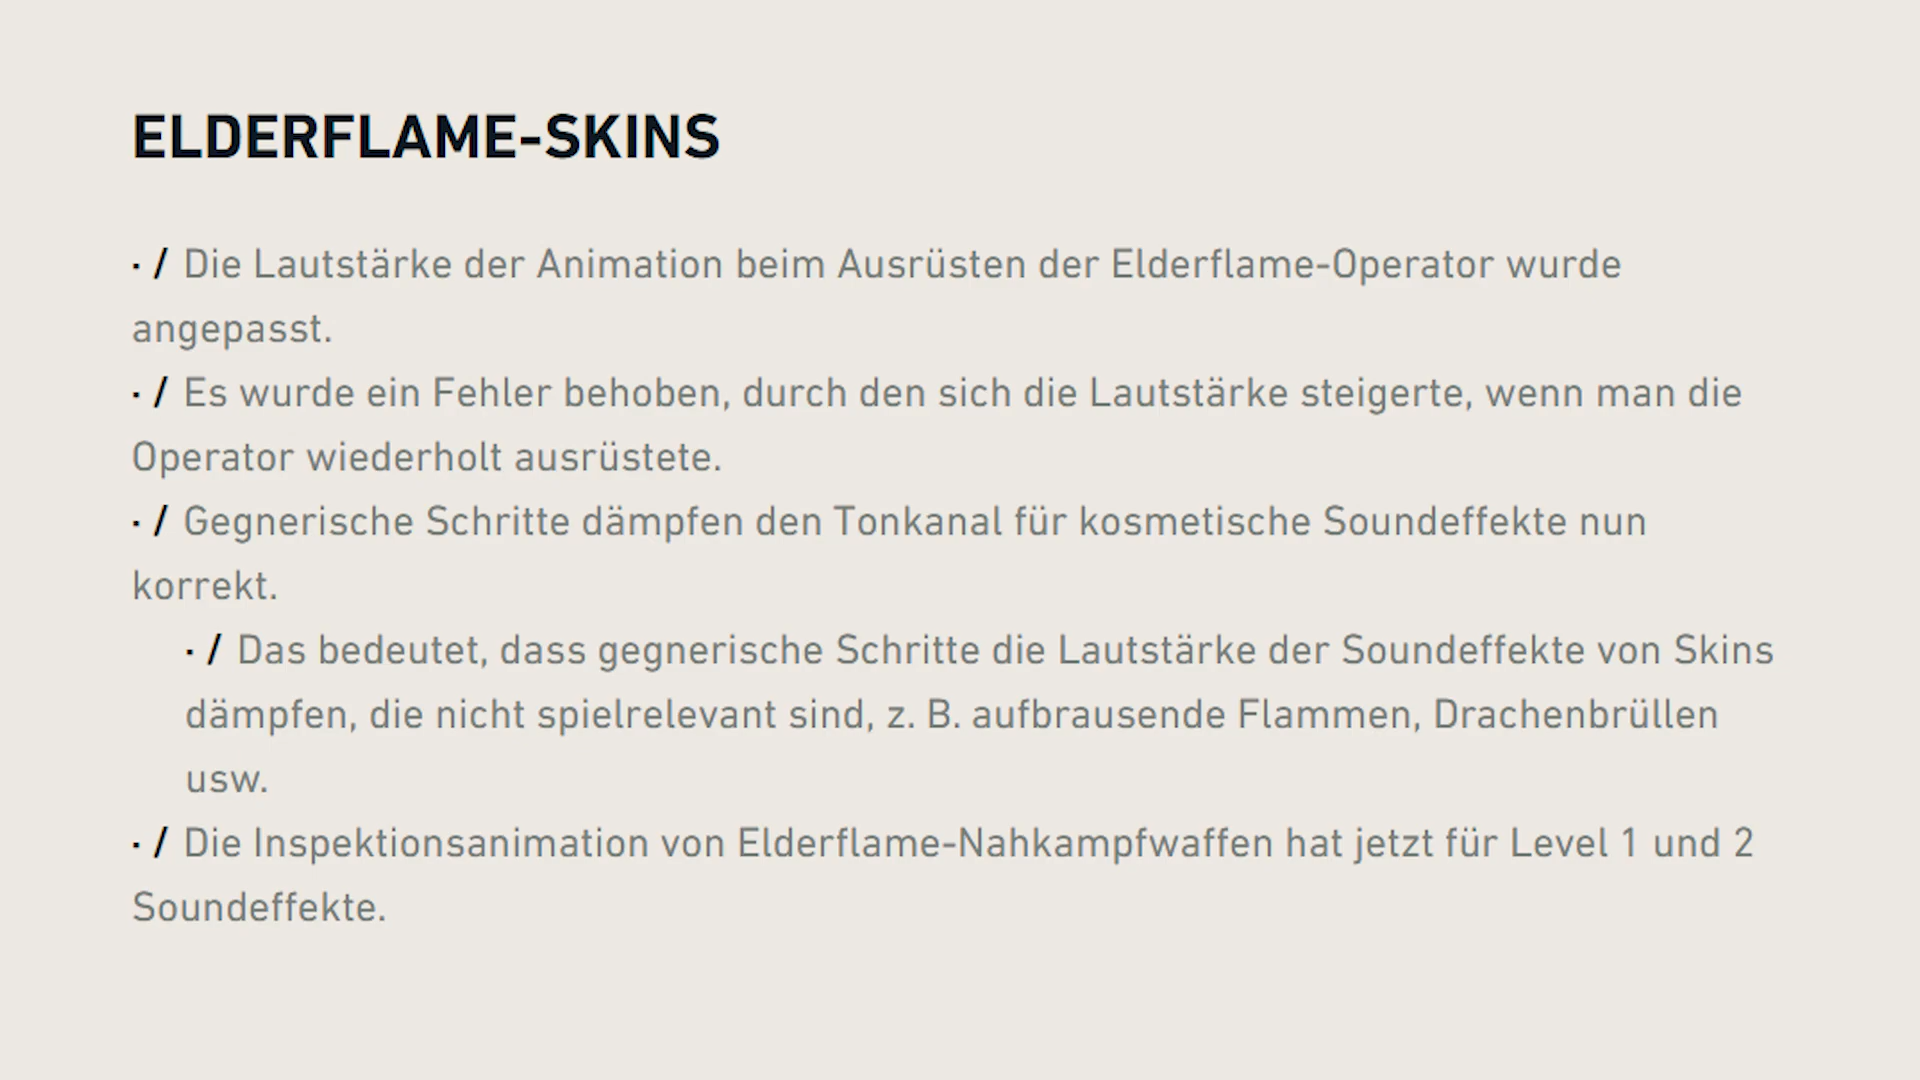 ELDERFLAME-SKINS
· / Die Lautstärke der Animation beim Ausrüsten der Elderflame-Operator wurde
angepasst.
· / Es wurde ein Fehler behoben, durch den sich die Lautstärke steigerte, wenn man die
Operator wiederholt ausrüstete.
· / Gegnerische Schritte dämpfen den Tonkanal für kosmetische Soundeffekte nun
korrekt.
· / Das bedeutet, dass gegnerische Schritte die Lautstärke der Soundeffekte von Skins
dämpfen, die nicht spielrelevant sind, z. B. aufbrausende Flammen, Drachenbrüllen
usw.
· / Die Inspektionsanimation von Elderflame-Nahkampfwaffen hat jetzt für Level 1 und 2
Soundeffekte.